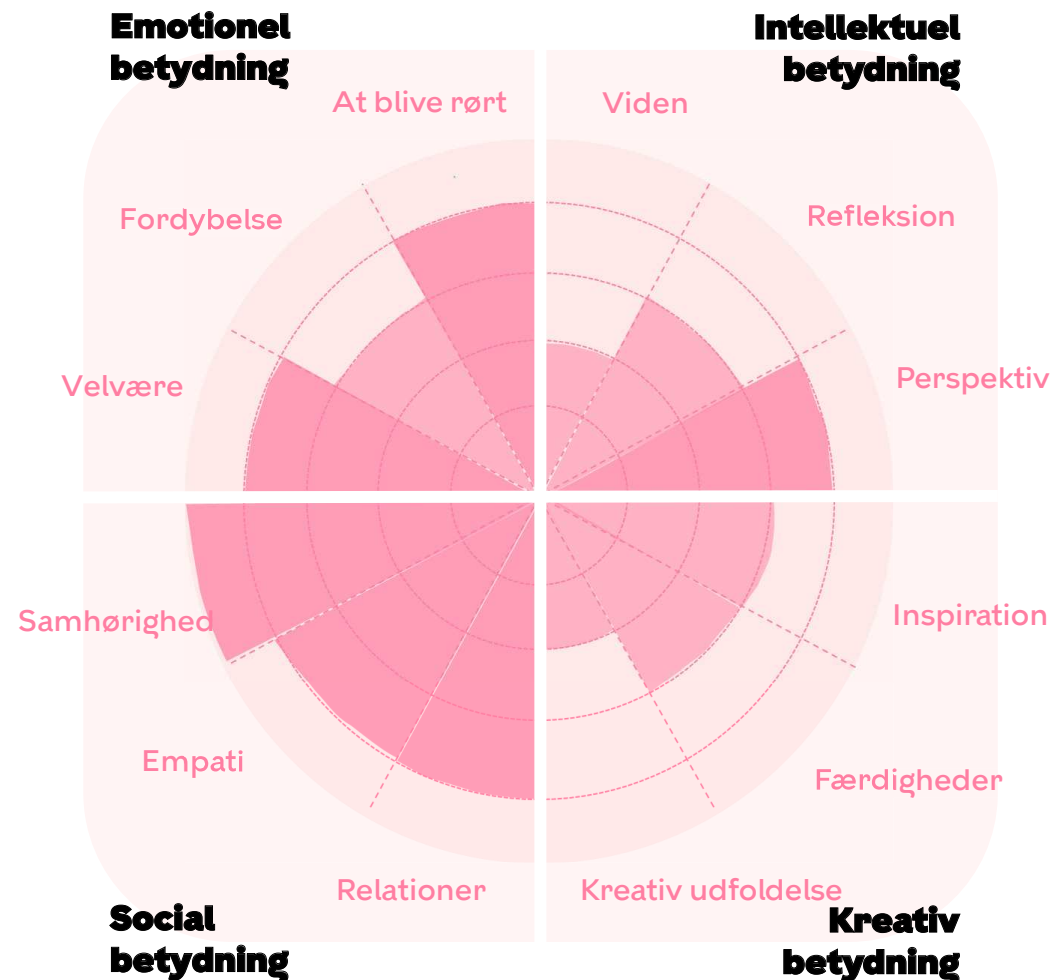 Emotionel
betydning
Intellektuel
betydning
At blive rørt
Viden
Fordybelse
Refleksion
Velvære
Perspektiv
Samhørighed
Inspiration
Empati
Færdigheder
Relationer
Kreativ udfoldelse
Social
betydning
Kreativ
betydning